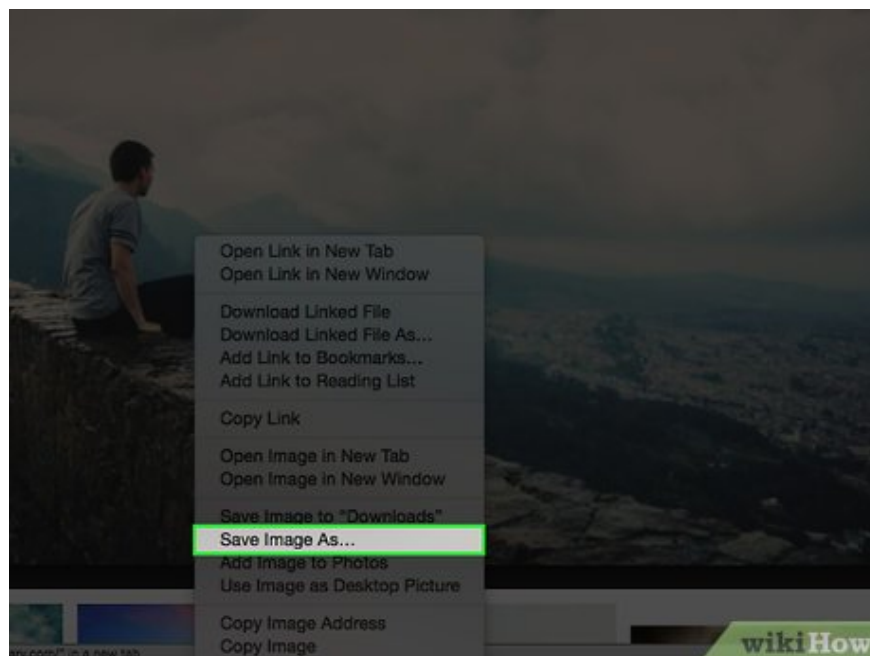 Open Link in New Tab
Open Link in New Window
Download Linked File
Download Linked File As...
Add Link to Bookmarks...
Add Link to Reading List
Copy Link
Open Image in New Tab
Open Image in New Window
Save Image to "Downloads"
Save Image As...
Add Image to Photos
Use Image as Desktop Picture
Copy Image Address
Copy Image
in a new tab
wikiHow